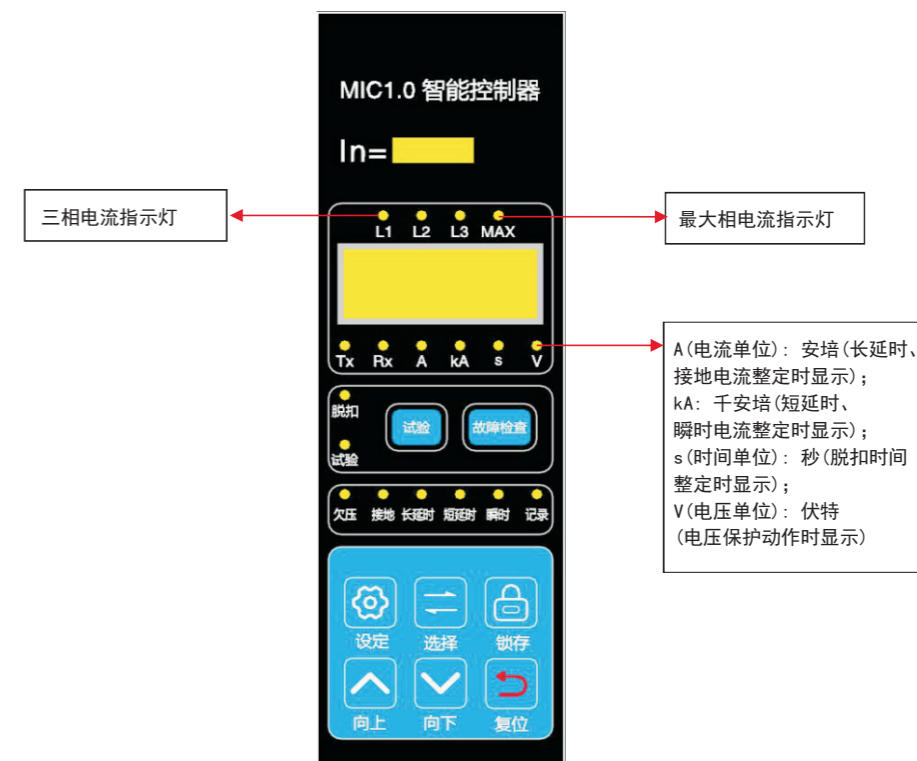 MIC1.0 智能控制器
In=
三相电流指示灯
最大相电流指示灯
L1 L2 L3 MAX
Tx Rx A kA s V
A(电流单位): 安培(长延时、
接地电流整定时显示);
kA: 千安培(短延时、
瞬时电流整定时显示);
s(时间单位): 秒(脱扣时间
整定时显示);
V(电压单位): 伏特
(电压保护动作时显示)
脱扣
试验 故障检查
试验
欠压 接地 长延时 短延时 瞬时 记录
设定 选择 锁存
向上 向下 复位